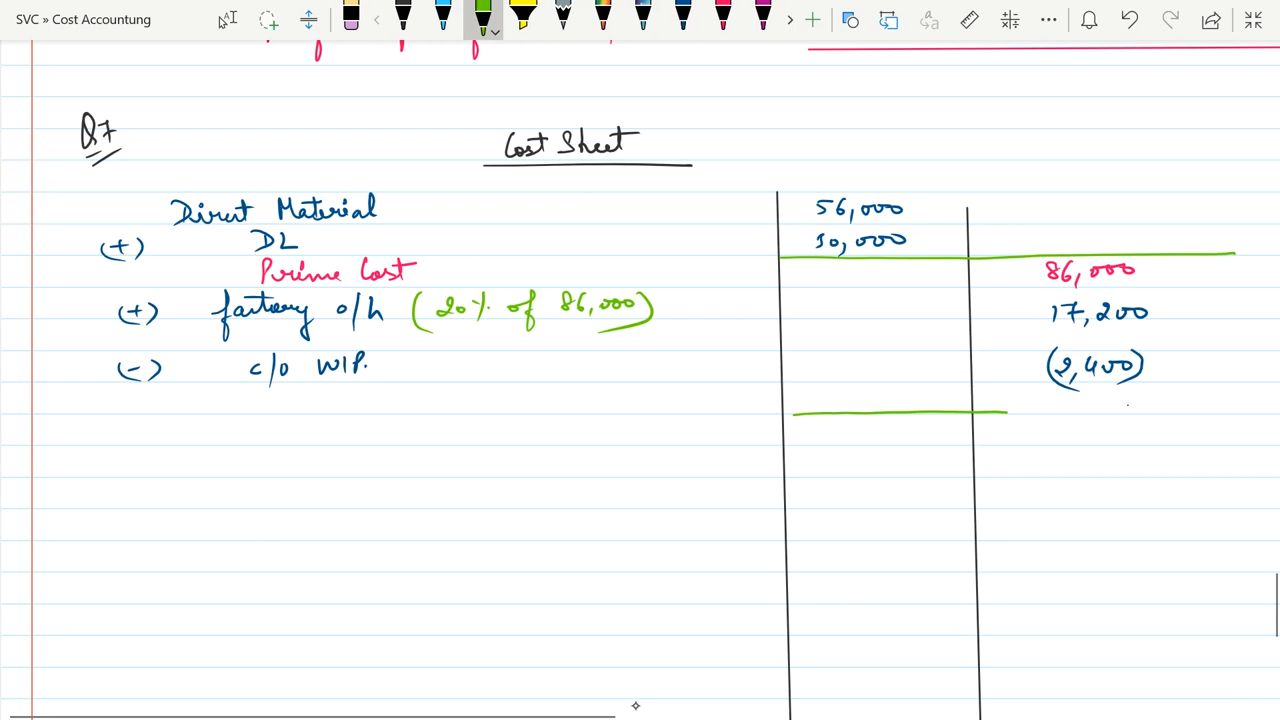 SVC » Cost Accountung
Q7
Cost Sheet
Direct Material 56,000
(+) DL 30,000
Prime Cost 86,000
(+) factory o/h (20% of 86,000) 17,200
(-) c/o WIP. (2,400)